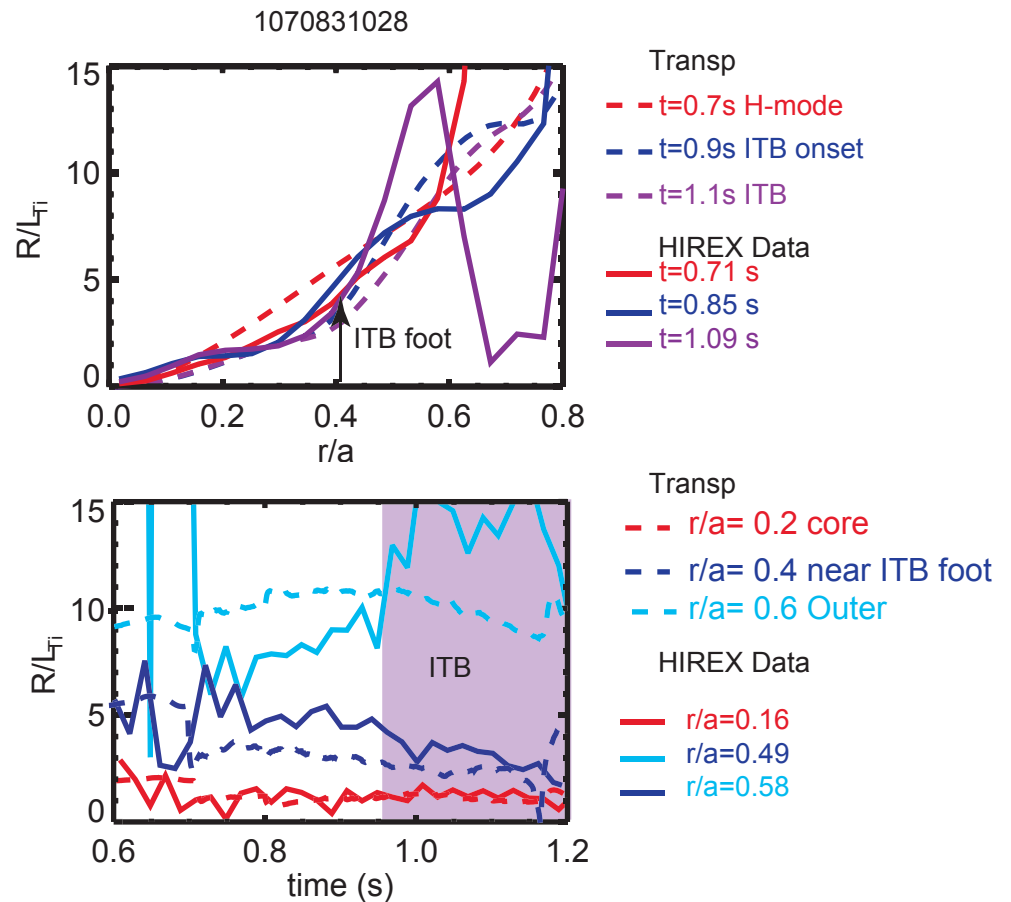 1070831028
15
10
5
0
R/LTi
0.0 0.2 0.4 0.6 0.8
r/a
ITB foot
Transp
t=0.7s H-mode
t=0.9s ITB onset
t=1.1s ITB
HIREX Data
t=0.71 s
t=0.85 s
t=1.09 s
15
10
5
0
R/LTi
0.6 0.8 1.0 1.2
time (s)
ITB
Transp
r/a= 0.2 core
r/a= 0.4 near ITB foot
r/a= 0.6 Outer
HIREX Data
r/a=0.16
r/a=0.49
r/a=0.58